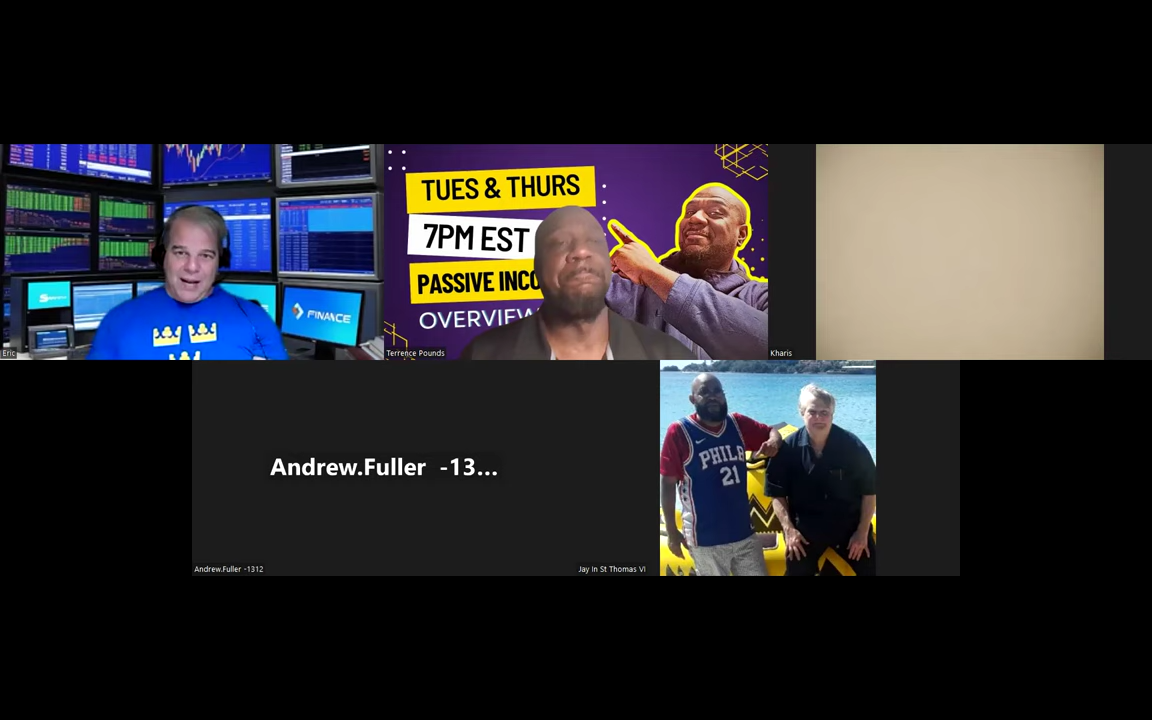 TUES & THURS
7PM EST
PASSIVE INCO
OVERVIEW
FINANCE
Eric
Terrence Pounds
Kharis
Andrew.Fuller -13...
PHILA
21
Andrew.Fuller -1312
Jay In St Thomas VI